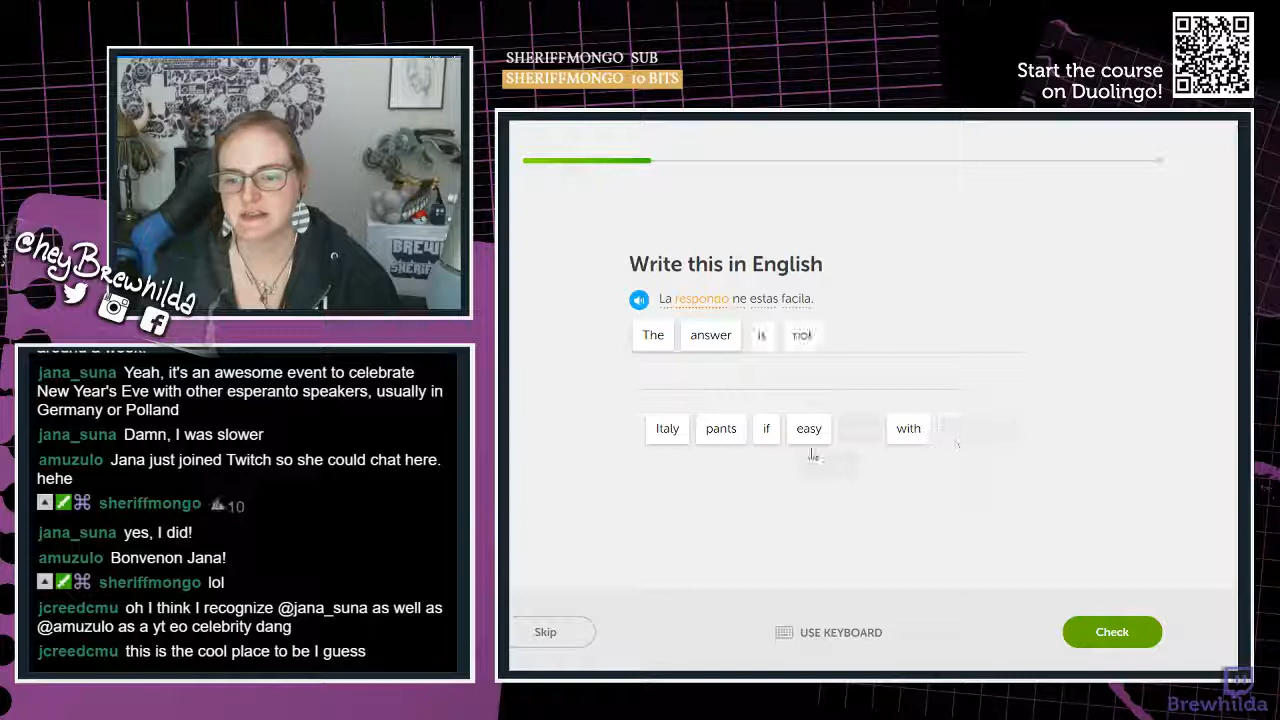 SHERIFFMONGO SUB
SHERIFFMONGO 10 BITS
Start the course
on Duolingo!
@heyBrewhilda
BREW
SHERIF
Write this in English
La respondo ne estas facila.
The answer is not
Italy pants if easy with
Skip
USE KEYBOARD
Check
jana_suna Yeah, it's an awesome event to celebrate
New Year's Eve with other esperanto speakers, usually in
Germany or Polland
jana_suna Damn, I was slower
amuzulo Jana just joined Twitch so she could chat here.
hehe
sheriffmongo 10
jana_suna yes, I did!
amuzulo Bonvenon Jana!
sheriffmongo lol
jcreedcmu oh I think I recognize @jana_suna as well as
@amuzulo as a yt eo celebrity dang
jcreedcmu this is the cool place to be I guess
Brewhilda